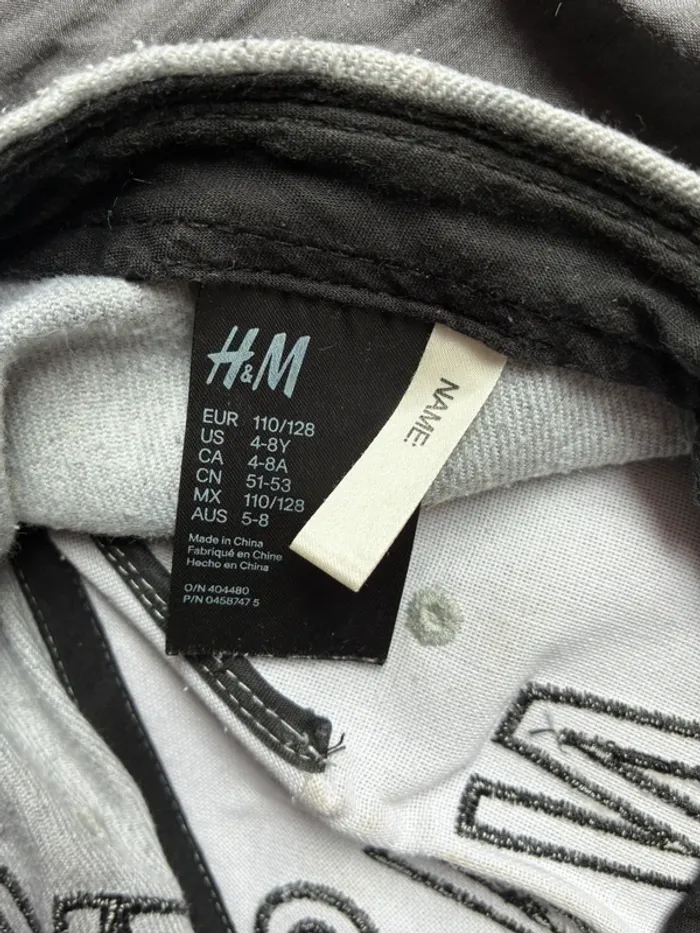 H&M
EUR 110/128
US 4-8Y
CA 4-8A
CN 51-53
MX 110/128
AUS 5-8
Made in China
Fabriqué en Chine
Hecho en China
O/N 404480
P/N 0458747 5
NAME: